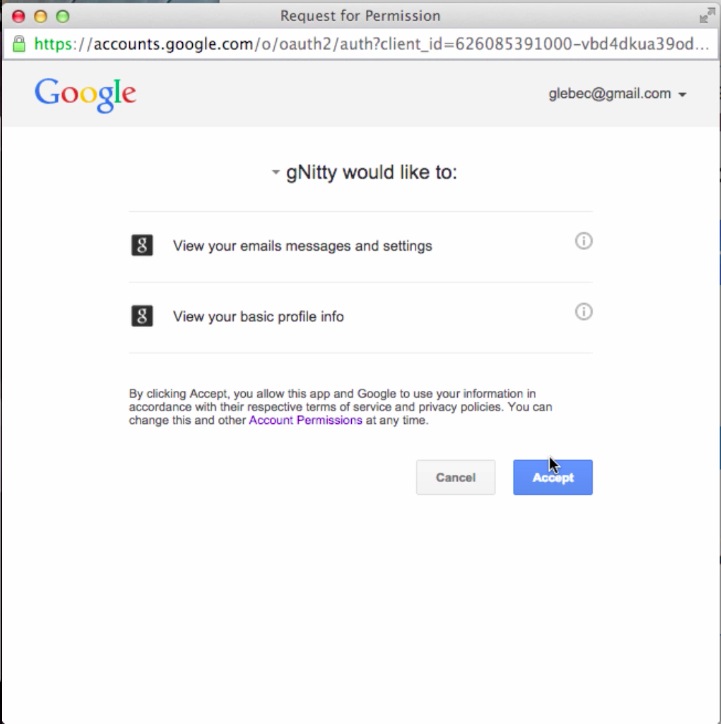 Request for Permission
https://accounts.google.com/o/oauth2/auth?client_id=626085391000-vbd4dkua39od...
Google
glebec@gmail.com
gNitty would like to:
g View your emails messages and settings i
g View your basic profile info i
By clicking Accept, you allow this app and Google to use your information in
accordance with their respective terms of service and privacy policies. You can
change this and other Account Permissions at any time.
Cancel
Accept